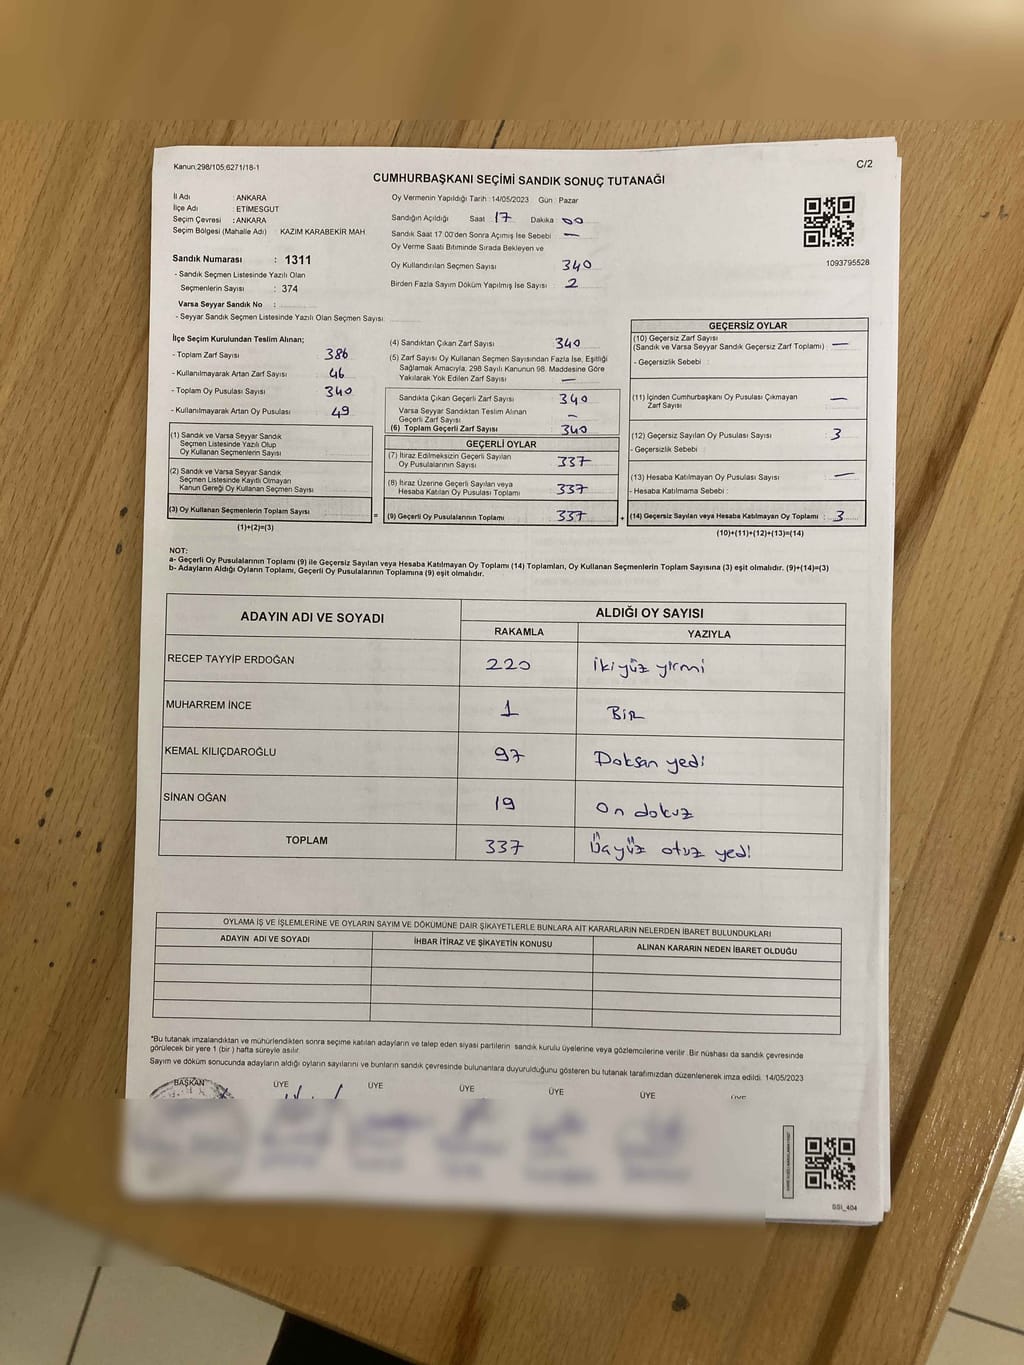 Kanun;298/105;6271/18-1
C/2
CUMHURBAŞKANI SEÇİMİ SANDIK SONUÇ TUTANAĞI
İl Adı : ANKARA
İlçe Adı : ETİMESGUT
Seçim Çevresi : ANKARA
Seçim Bölgesi (Mahalle Adı) : KAZIM KARABEKİR MAH
Sandık Numarası : 1311
- Sandık Seçmen Listesinde Yazılı Olan
Seçmenlerin Sayısı : 374
Varsa Seyyar Sandık No :
- Seyyar Sandık Seçmen Listesinde Yazılı Olan Seçmen Sayısı:
Oy Vermenin Yapıldığı Tarih : 14/05/2023 Gün : Pazar
Sandığın Açıldığı Saat 17 Dakika 00
Sandık Saat 17:00'den Sonra Açımış İse Sebebi —
Oy Verme Saati Bitiminde Sırada Bekleyen ve
Oy Kullandırılan Seçmen Sayısı 340
Birden Fazla Sayım Döküm Yapılmış İse Sayısı : 2
1093795528
İlçe Seçim Kurulundan Teslim Alınan;
- Toplam Zarf Sayısı 386
- Kullanılmayarak Artan Zarf Sayısı : 46
- Toplam Oy Pusulası Sayısı : 340
- Kullanılmayarak Artan Oy Pusulası : 49
(1) Sandık ve Varsa Seyyar Sandık
Seçmen Listesinde Yazılı Olup
Oy Kullanan Seçmenlerin Sayısı
(2) Sandık ve Varsa Seyyar Sandık
Seçmen Listesinde Kayıtlı Olmayan
Kanun Gereği Oy Kullanan Seçmen Sayısı
(3) Oy Kullanan Seçmenlerin Toplam Sayısı
(1)+(2)=(3)
(4) Sandıktan Çıkan Zarf Sayısı : 340
(5) Zarf Sayısı Oy Kullanan Seçmen Sayısından Fazla İse, Eşitliği
Sağlamak Amacıyla, 298 Sayılı Kanunun 98. Maddesine Göre
Yakılarak Yok Edilen Zarf Sayısı : —
Sandıkta Çıkan Geçerli Zarf Sayısı : 340
Varsa Seyyar Sandıktan Teslim Alınan
Geçerli Zarf Sayısı : —
(6) Toplam Geçerli Zarf Sayısı : 340
GEÇERLİ OYLAR
(7) İtiraz Edilmeksizin Geçerli Sayılan
Oy Pusulalarının Sayısı : 337
(8) İtiraz Üzerine Geçerli Sayılan veya
Hesaba Katılan Oy Pusulası Toplamı : 337
= (9) Geçerli Oy Pusulalarının Toplamı : 337 +
GEÇERSİZ OYLAR
(10) Geçersiz Zarf Sayısı
(Sandık ve Varsa Seyyar Sandık Geçersiz Zarf Toplamı) : —
- Geçersizlik Sebebi :
(11) İçinden Cumhurbaşkanı Oy Pusulası Çıkmayan
Zarf Sayısı : —
(12) Geçersiz Sayılan Oy Pusulası Sayısı : 3
- Geçersizlik Sebebi :
(13) Hesaba Katılmayan Oy Pusulası Sayısı : —
- Hesaba Katılmama Sebebi :
(14) Geçersiz Sayılan veya Hesaba Katılmayan Oy Toplamı : 3
(10)+(11)+(12)+(13)=(14)
NOT:
a- Geçerli Oy Pusulalarının Toplamı (9) ile Geçersiz Sayılan veya Hesaba Katılmayan Oy Toplamı (14) Toplamları, Oy Kullanan Seçmenlerin Toplam Sayısına (3) eşit olmalıdır. (9)+(14)=(3)
b- Adayların Aldığı Oyların Toplamı, Geçerli Oy Pusulalarının Toplamına (9) eşit olmalıdır.
ADAYIN ADI VE SOYADI ALDIĞI OY SAYISI
RAKAMLA YAZIYLA
RECEP TAYYİP ERDOĞAN 220 İkiyüz yirmi
MUHARREM İNCE 1 BİR
KEMAL KILIÇDAROĞLU 97 Doksan yedi
SİNAN OĞAN 19 on dokuz
TOPLAM 337 Üçyüz otuz yedi
OYLAMA İŞ VE İŞLEMLERİNE VE OYLARIN SAYIM VE DÖKÜMÜNE DAİR ŞİKAYETLERLE BUNLARA AİT KARARLARIN NELERDEN İBARET BULUNDUKLARI
ADAYIN ADI VE SOYADI İHBAR İTİRAZ VE ŞİKAYETİN KONUSU ALINAN KARARIN NEDEN İBARET OLDUĞU
*Bu tutanak imzalandıktan ve mühürlendikten sonra seçime katılan adayların ve talep eden siyasi partilerin sandık kurulu üyelerine veya gözlemcilerine verilir. Bir nüshası da sandık çevresinde
görülecek bir yere 1 (bir) hafta süreyle asılır.
Sayım ve döküm sonucunda adayların aldığı oyların sayılarını ve bunların sandık çevresinde bulunanlara duyurulduğunu gösteren bu tutanak tarafımızdan düzenlenerek imza edildi. 14/05/2023
BAŞKAN ÜYE ÜYE ÜYE ÜYE ÜYE ÜYE
SSI_404